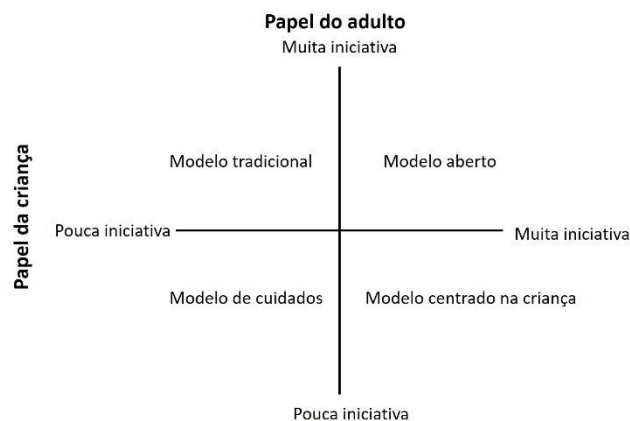 Papel do adulto
Muita iniciativa
Papel da criança
Modelo tradicional
Modelo aberto
Pouca iniciativa
Muita iniciativa
Modelo de cuidados
Modelo centrado na criança
Pouca iniciativa